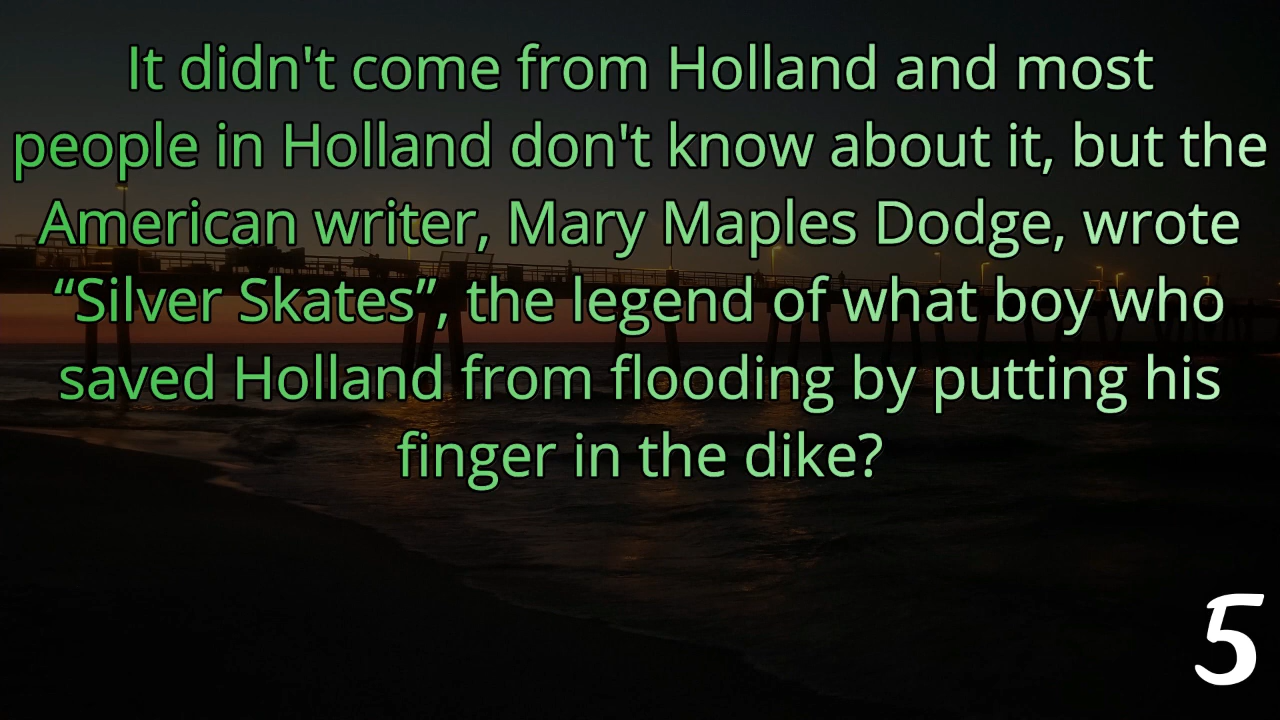 It didn't come from Holland and most
people in Holland don't know about it, but the
American writer, Mary Maples Dodge, wrote
“Silver Skates”, the legend of what boy who
saved Holland from flooding by putting his
finger in the dike?
5